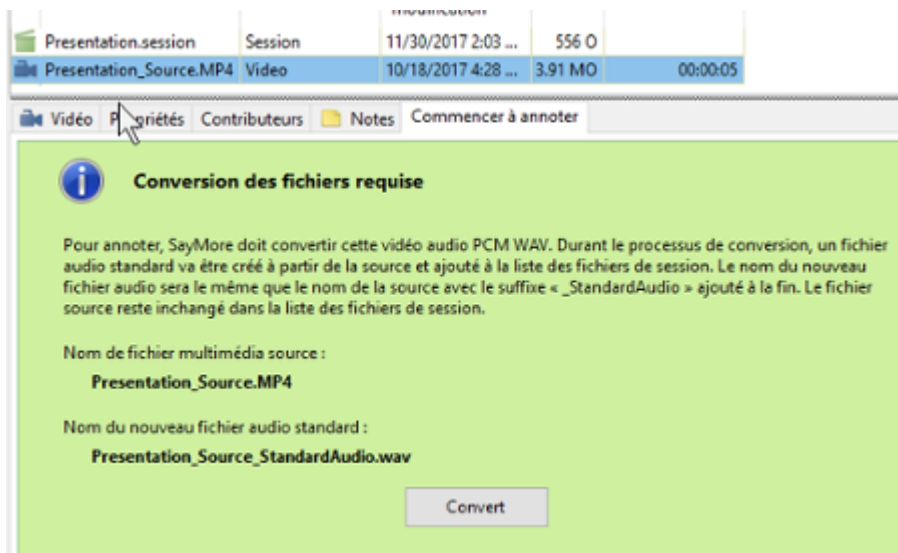 Presentation.session Session 11/30/2017 2:03 ... 556 O
Presentation_Source.MP4 Video 10/18/2017 4:28 ... 3.91 MO 00:00:05
Vidéo Propriétés Contributeurs Notes Commencer à annoter
Conversion des fichiers requise
Pour annoter, SayMore doit convertir cette vidéo audio PCM WAV. Durant le processus de conversion, un fichier
audio standard va être créé à partir de la source et ajouté à la liste des fichiers de session. Le nom du nouveau
fichier audio sera le même que le nom de la source avec le suffixe « _StandardAudio » ajouté à la fin. Le fichier
source reste inchangé dans la liste des fichiers de session.
Nom de fichier multimédia source :
Presentation_Source.MP4
Nom du nouveau fichier audio standard :
Presentation_Source_StandardAudio.wav
Convert